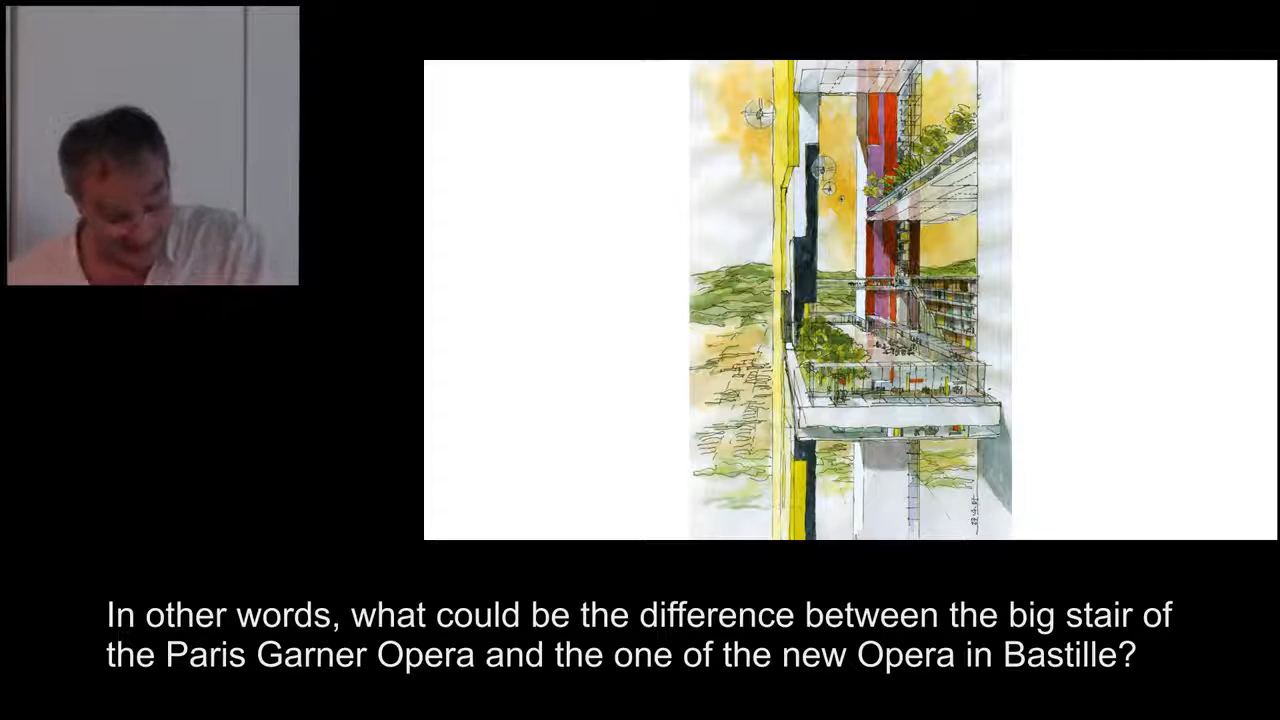 In other words, what could be the difference between the big stair of
the Paris Garner Opera and the one of the new Opera in Bastille?